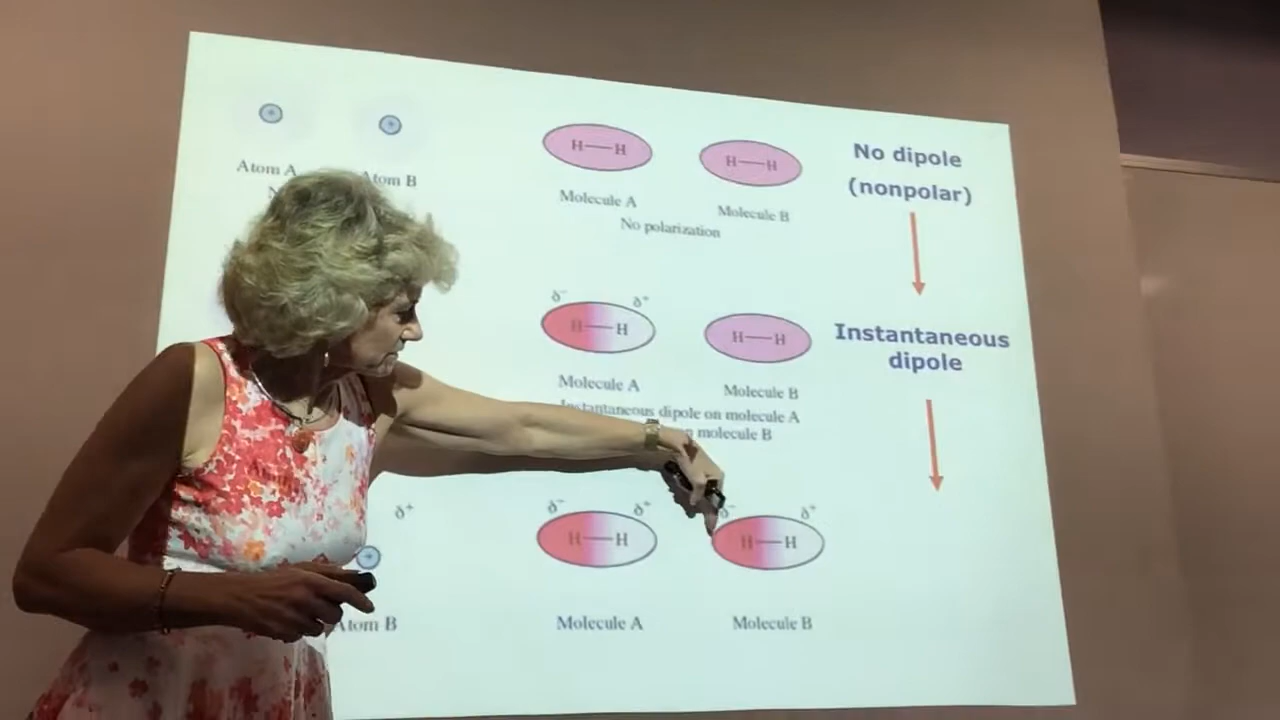 Atom A
Atom B
H—H
H—H
Molecule A
Molecule B
No polarization
No dipole
(nonpolar)
δ⁻ δ⁺
H—H
H—H
Molecule A
Molecule B
Instantaneous dipole on molecule A
molecule B
Instantaneous
dipole
δ⁺
δ⁻ δ⁺
δ⁻ δ⁺
H—H
H—H
Atom B
Molecule A
Molecule B